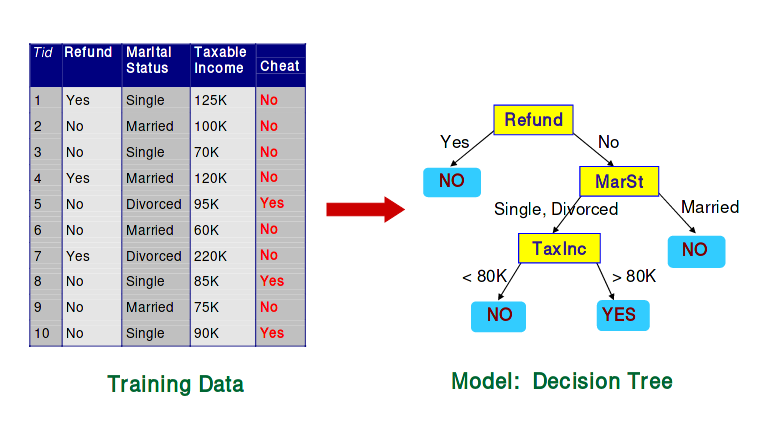 Tid Refund Marital Status Taxable Income Cheat
1 Yes Single 125K No
2 No Married 100K No
3 No Single 70K No
4 Yes Married 120K No
5 No Divorced 95K Yes
6 No Married 60K No
7 Yes Divorced 220K No
8 No Single 85K Yes
9 No Married 75K No
10 No Single 90K Yes
Training Data
Refund
Yes No
NO MarSt
Single, Divorced Married
TaxInc NO
< 80K > 80K
NO YES
Model: Decision Tree